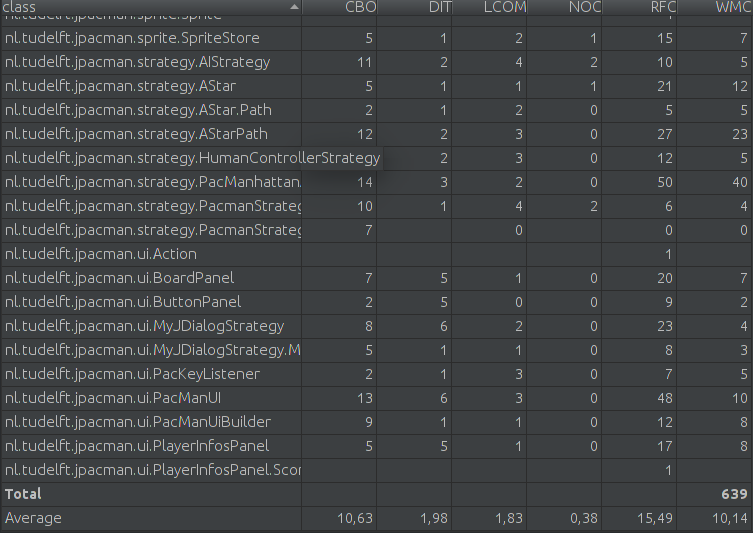 class CBO DIT LCOM NOC RFC WMC
nl.tudelft.jpacman.sprite.Sprite 1
nl.tudelft.jpacman.sprite.SpriteStore 5 1 2 1 15 7
nl.tudelft.jpacman.strategy.AIStrategy 11 2 4 2 10 5
nl.tudelft.jpacman.strategy.AStar 5 1 1 1 21 12
nl.tudelft.jpacman.strategy.AStar.Path 2 1 2 0 5 5
nl.tudelft.jpacman.strategy.AStarPath 12 2 3 0 27 23
nl.tudelft.jpacman.strategy.HumanControllerStrategy 2 3 0 12 5
nl.tudelft.jpacman.strategy.PacManhattan 14 3 2 0 50 40
nl.tudelft.jpacman.strategy.PacmanStrateg 10 1 4 2 6 4
nl.tudelft.jpacman.strategy.PacmanStrateg 7 0 0 0
nl.tudelft.jpacman.ui.Action 1
nl.tudelft.jpacman.ui.BoardPanel 7 5 1 0 20 7
nl.tudelft.jpacman.ui.ButtonPanel 2 5 0 0 9 2
nl.tudelft.jpacman.ui.MyJDialogStrategy 8 6 2 0 23 4
nl.tudelft.jpacman.ui.MyJDialogStrategy.M 5 1 1 0 8 3
nl.tudelft.jpacman.ui.PacKeyListener 2 1 3 0 7 5
nl.tudelft.jpacman.ui.PacManUI 13 6 3 0 48 10
nl.tudelft.jpacman.ui.PacManUiBuilder 9 1 1 0 12 8
nl.tudelft.jpacman.ui.PlayerInfosPanel 5 5 1 0 17 8
nl.tudelft.jpacman.ui.PlayerInfosPanel.Scor 1
Total 639
Average 10,63 1,98 1,83 0,38 15,49 10,14